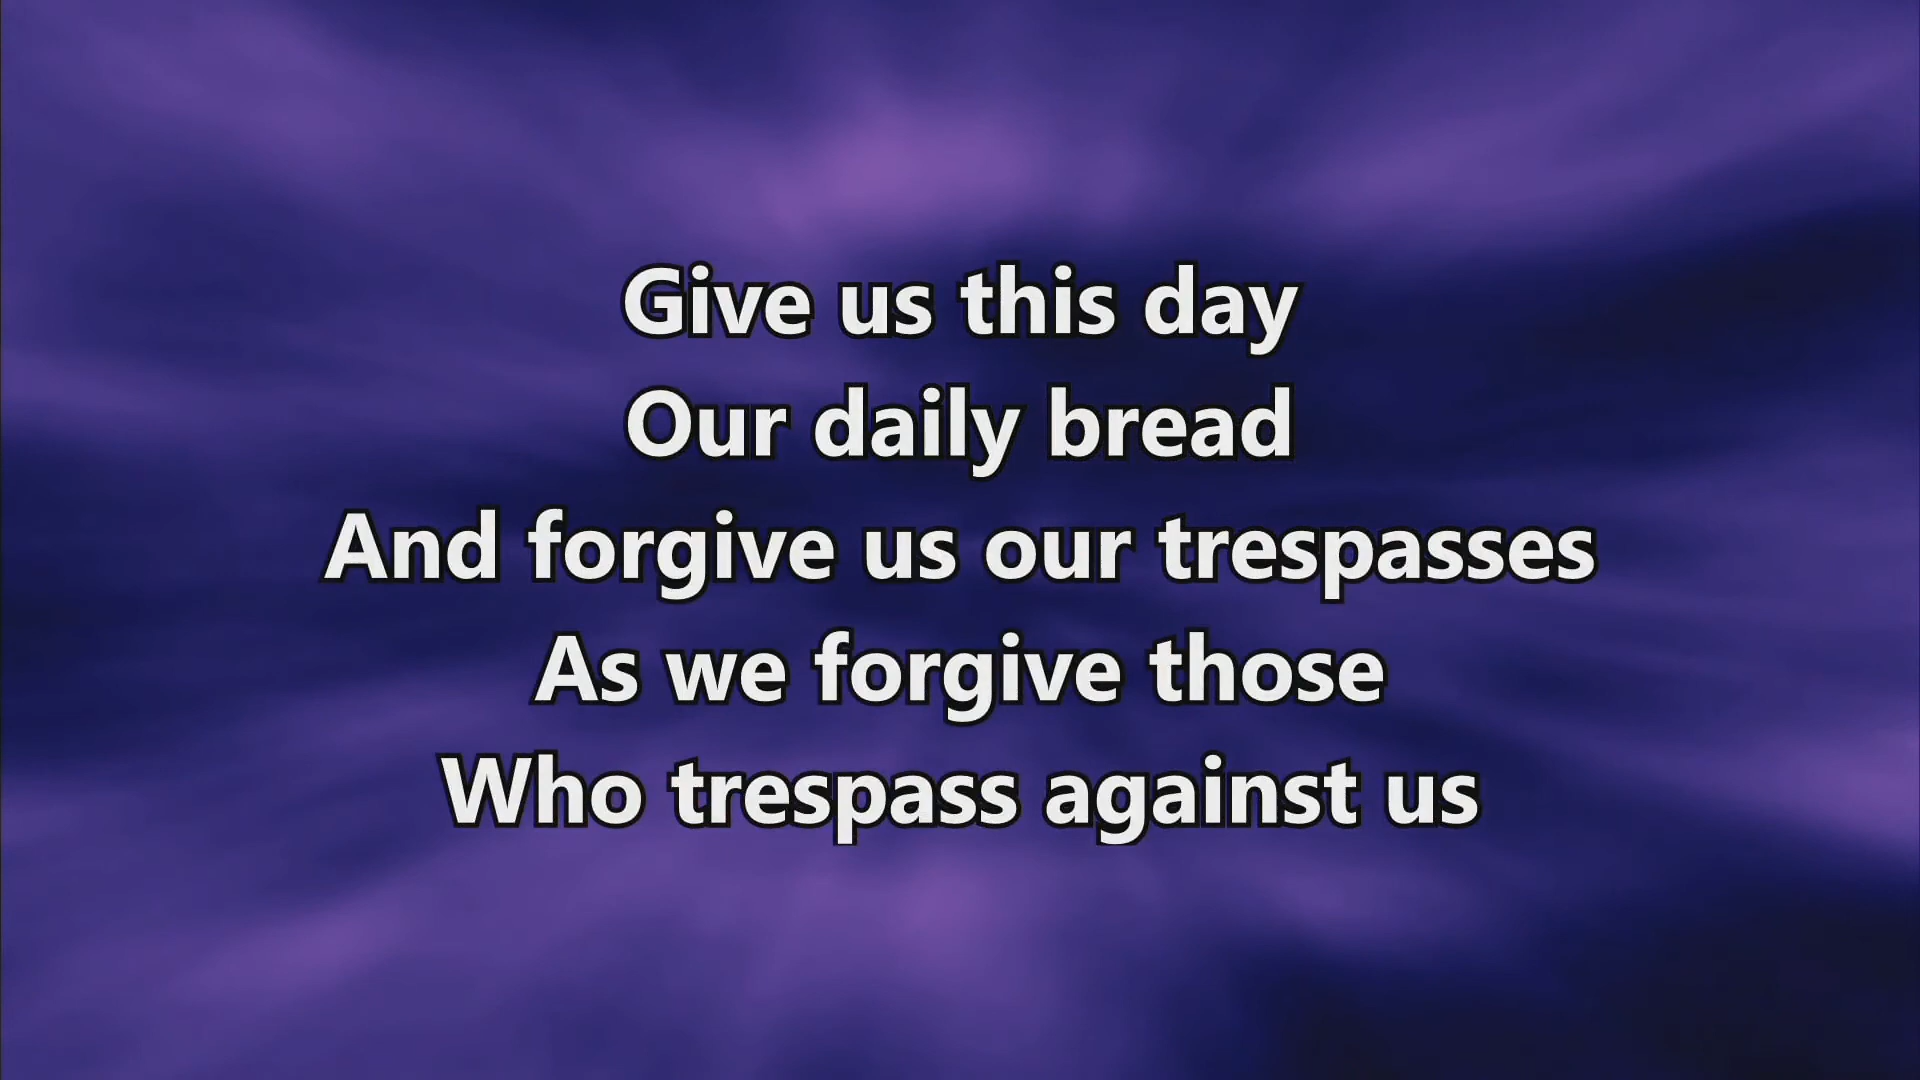 Give us this day
Our daily bread
And forgive us our trespasses
As we forgive those
Who trespass against us